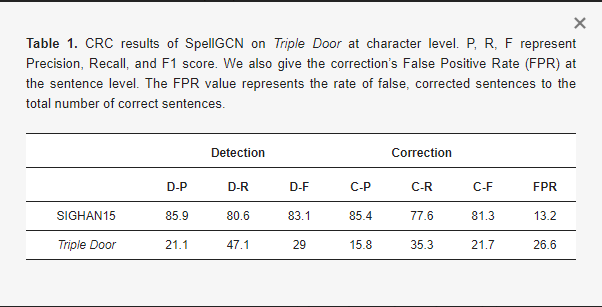 Table 1. CRC results of SpellGCN on Triple Door at character level. P, R, F represent
Precision, Recall, and F1 score. We also give the correction's False Positive Rate (FPR) at
the sentence level. The FPR value represents the rate of false, corrected sentences to the
total number of correct sentences.
Detection Correction
D-P D-R D-F C-P C-R C-F FPR
SIGHAN15 85.9 80.6 83.1 85.4 77.6 81.3 13.2
Triple Door 21.1 47.1 29 15.8 35.3 21.7 26.6